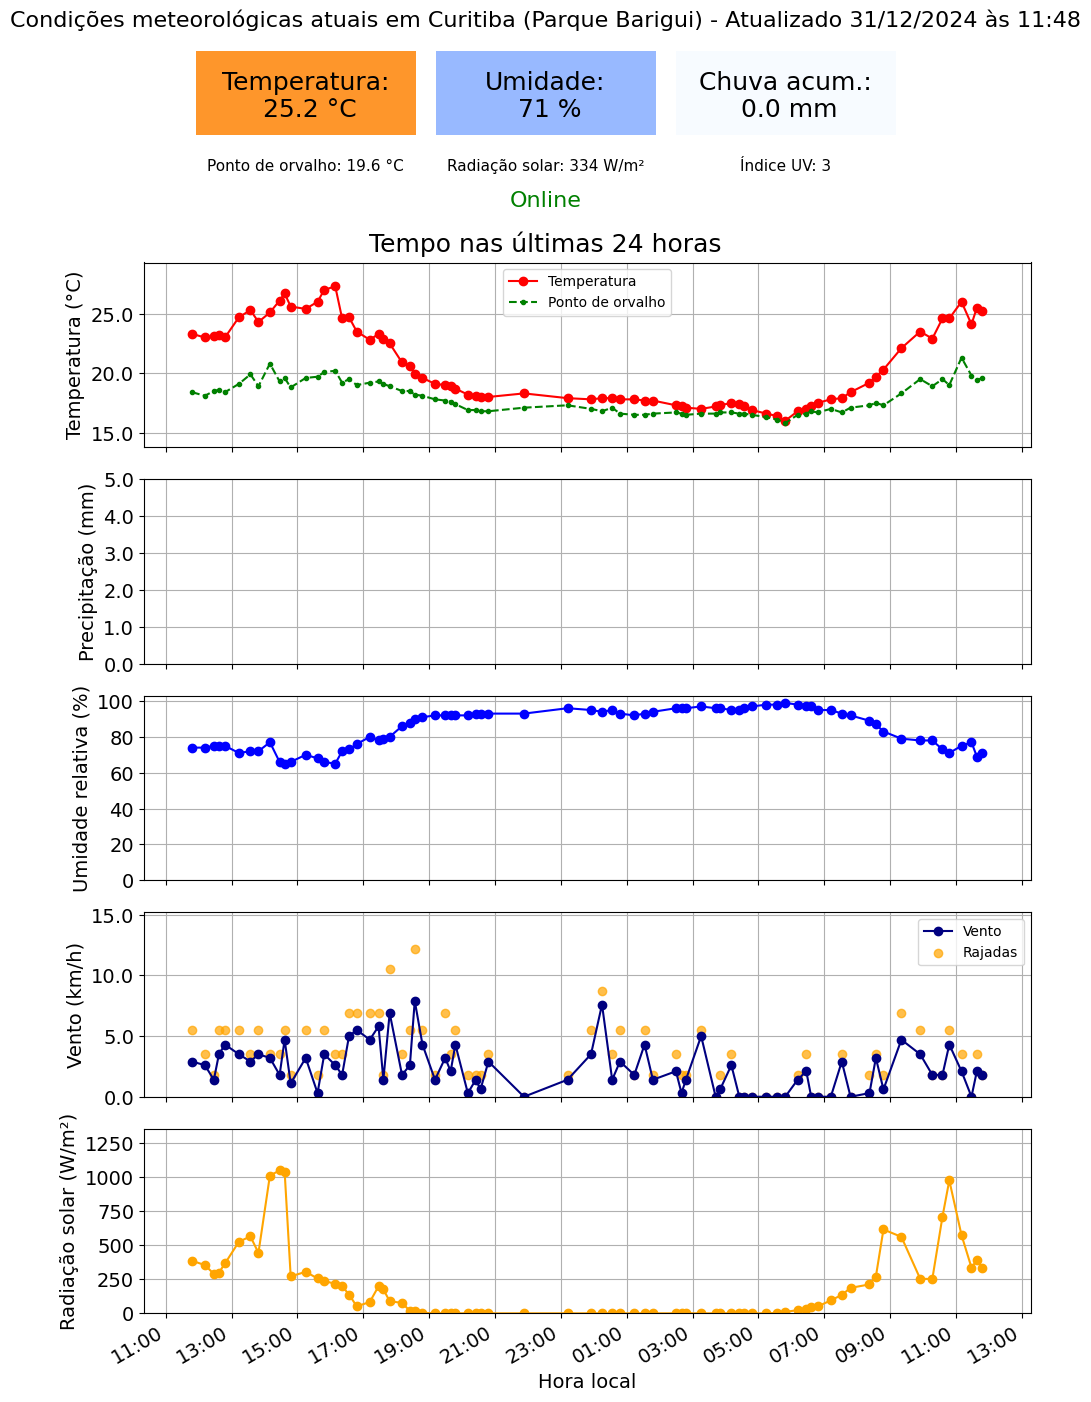 Condições meteorológicas atuais em Curitiba (Parque Barigui) - Atualizado 31/12/2024 às 11:48
Temperatura:
25.2 °C
Umidade:
71 %
Chuva acum.:
0.0 mm
Ponto de orvalho: 19.6 °C
Radiação solar: 334 W/m²
Índice UV: 3
Online
Tempo nas últimas 24 horas
Temperatura (°C)
25.0
20.0
15.0
Temperatura
Ponto de orvalho
Precipitação (mm)
5.0
4.0
3.0
2.0
1.0
0.0
Umidade relativa (%)
100
80
60
40
20
0
Vento (km/h)
15.0
10.0
5.0
0.0
Vento
Rajadas
Radiação solar (W/m²)
1250
1000
750
500
250
0
11:00
13:00
15:00
17:00
19:00
21:00
23:00
01:00
03:00
05:00
07:00
09:00
11:00
13:00
Hora local